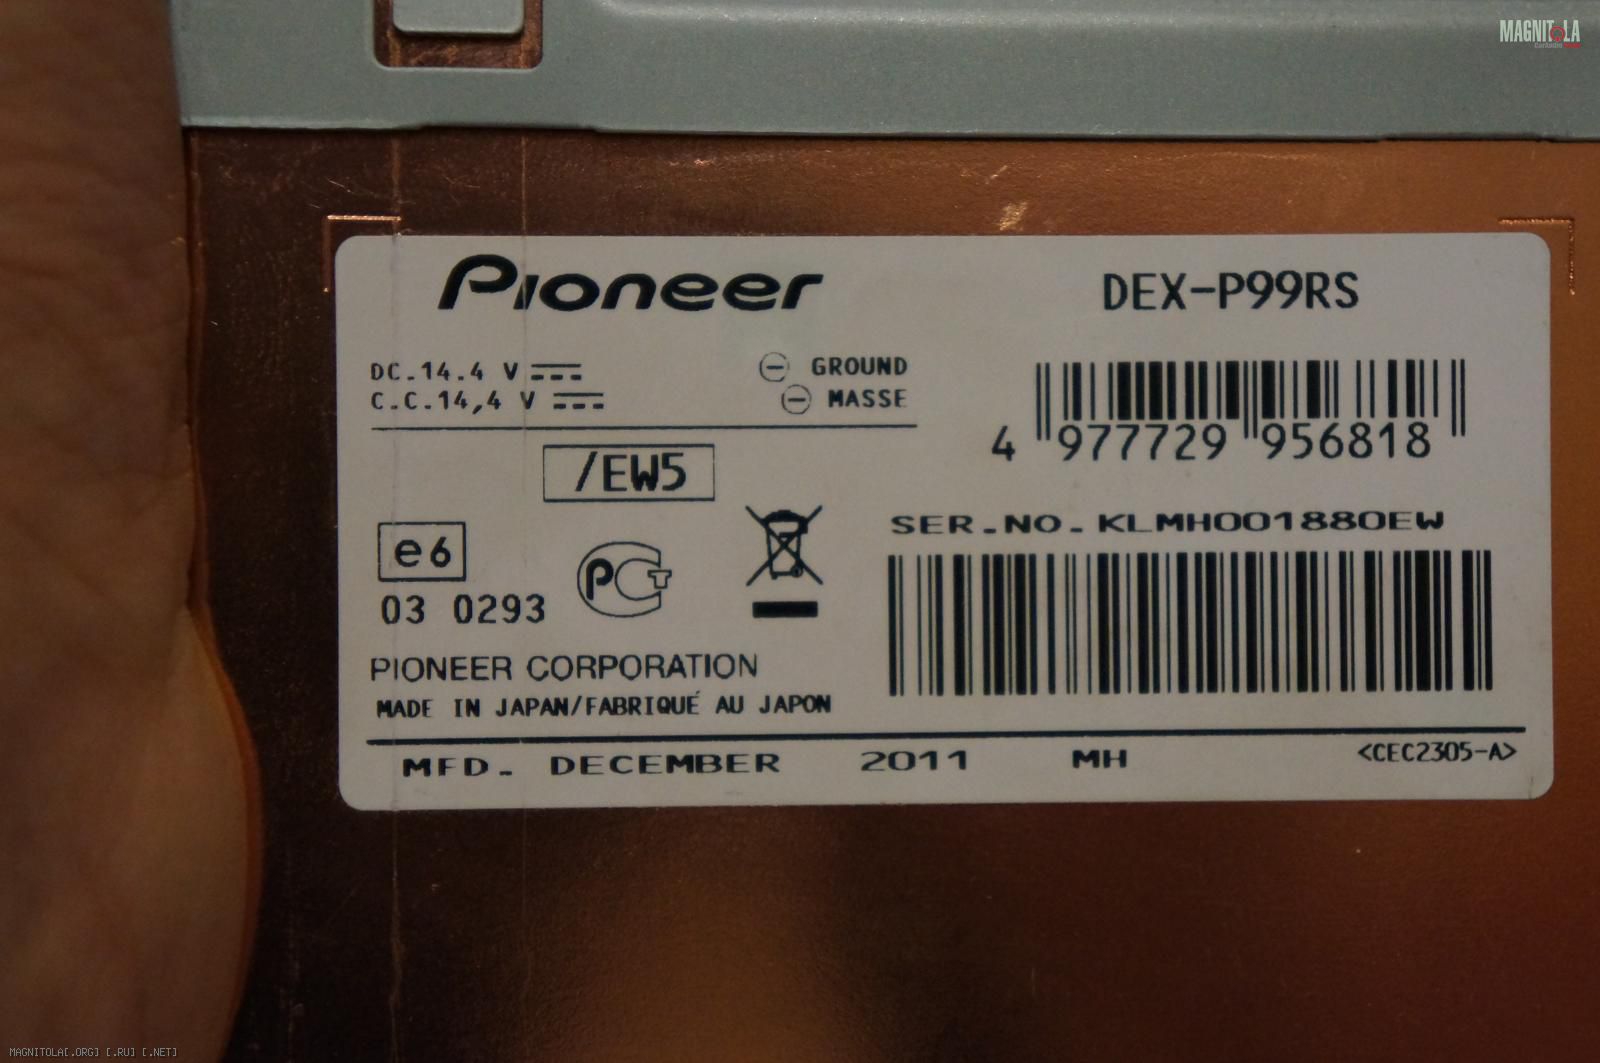 MAGNITOLA
Pioneer
DEX-P99RS
DC.14.4 V
GROUND
C.C.14,4 V
MASSE
4 977729 956818
/EW5
SER.NO. KLMH001880EW
e6
PCT
03 0293
PIONEER CORPORATION
MADE IN JAPAN/FABRIQUÉ AU JAPON
MFD. DECEMBER 2011 MH
<CEC2305-A>
MAGNITOLA[.ORG] [.RU] [.NET]